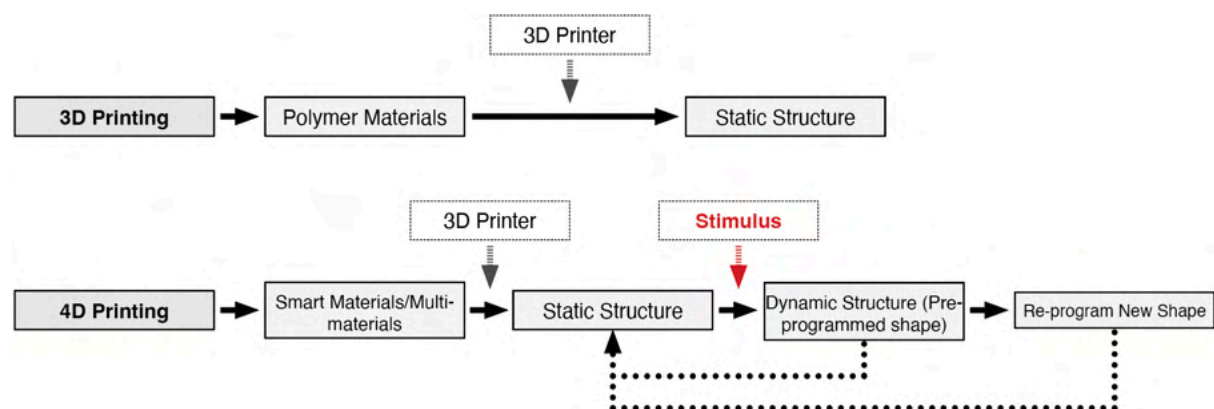 3D Printer
3D Printing
Polymer Materials
Static Structure
3D Printer
Stimulus
4D Printing
Smart Materials/Multi-
materials
Static Structure
Dynamic Structure (Pre-
programmed shape)
Re-program New Shape